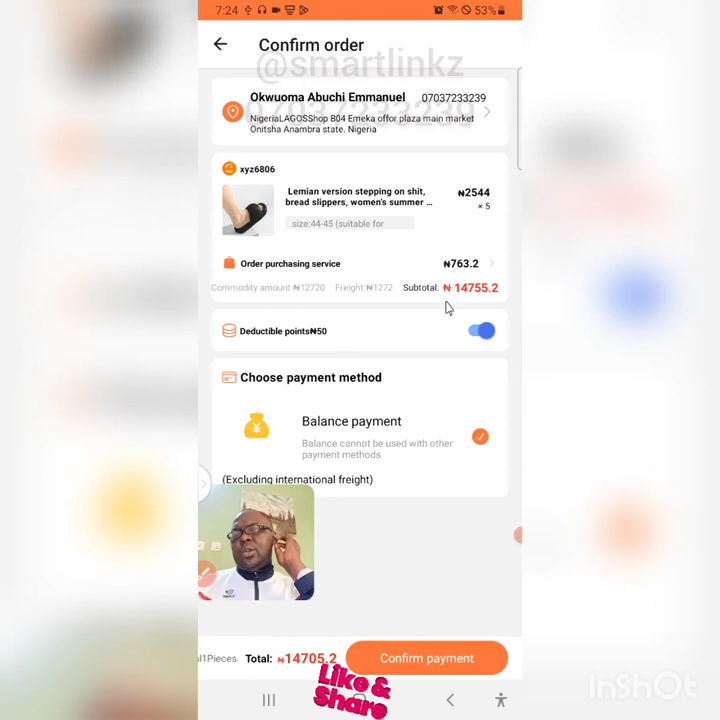 7:24
53%
Confirm order
@smartlinkz
07037233239
Okwuoma Abuchi Emmanuel 07037233239
NigeriaLAGOSShop B04 Emeka offor plaza main market
Onitsha Anambra state. Nigeria
xyz6806
Lemian version stepping on shit, ₦2544
bread slippers, women's summer ... × 5
size:44-45 (suitable for
Order purchasing service ₦763.2
Commodity amount:₦12720 Freight:₦1272 Subtotal: ₦ 14755.2
Deductible points₦50
Choose payment method
Balance payment
Balance cannot be used with other
payment methods
(Excluding international freight)
al1Pieces Total: ₦14705.2 Confirm payment
Like &
Share
InShOt